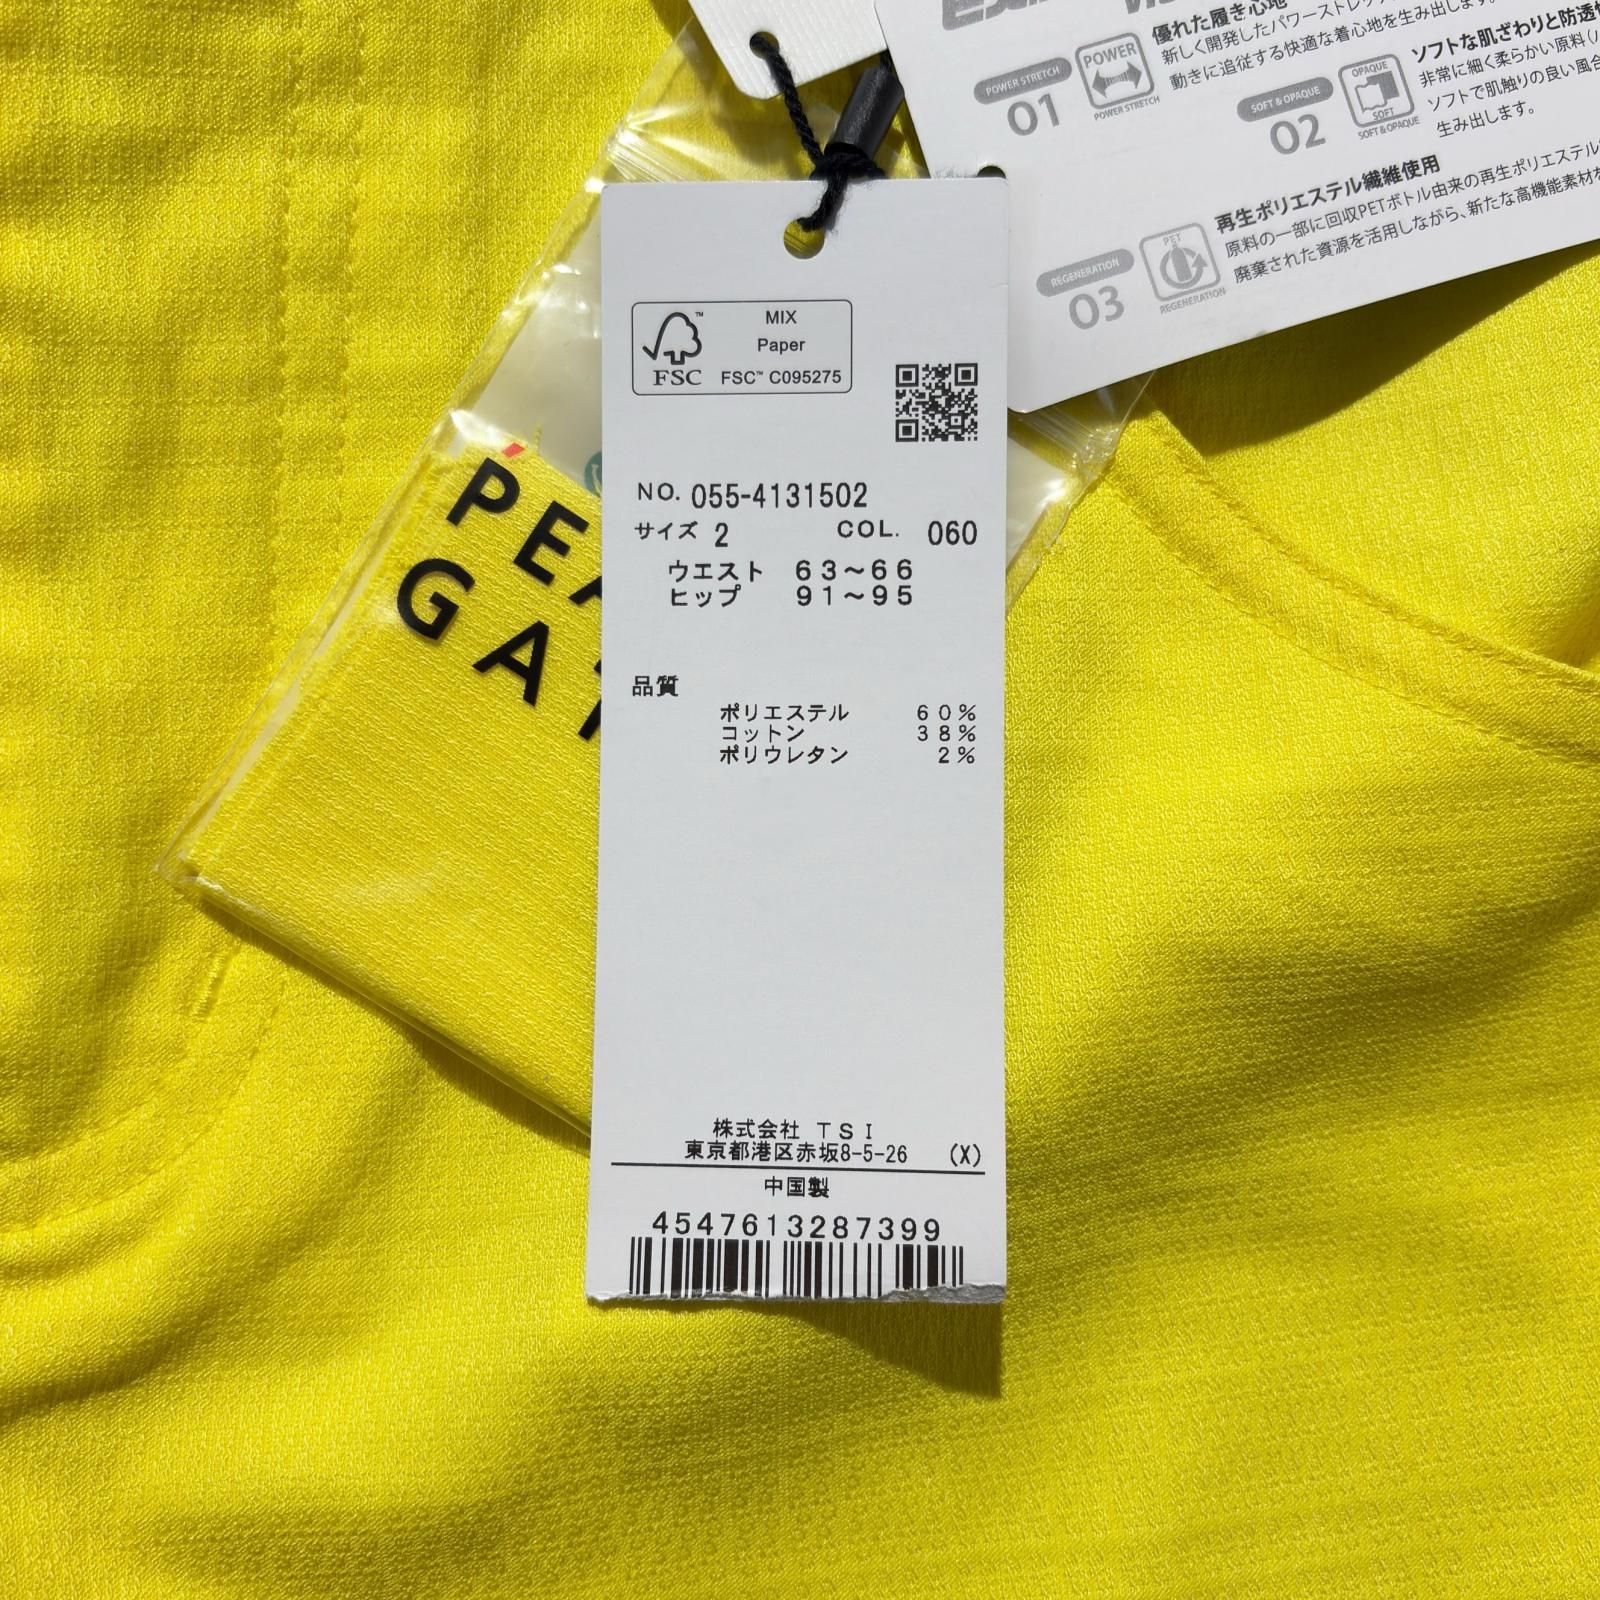 優れた履き心地
新しく開発したパワーストレッチ
動きに追従する快適な着心地を生み出します。
POWER STRETCH
01
POWER
POWER STRETCH
ソフトな肌ざわりと防透
非常に細く柔らかい原料
ソフトで肌触りの良い風合
生み出します。
SOFT & OPAQUE
02
OPAQUE
SOFT
SOFT & OPAQUE
再生ポリエステル繊維使用
原料の一部に回収PETボトル由来の再生ポリエステル
廃棄された資源を活用しながら、新たな高機能素材を
REGENERATION
03
PET
REGENERATION
FSC
MIX
Paper
FSC™ C095275
NO. 055-4131502
サイズ 2 COL. 060
ウエスト 63～66
ヒップ 91～95
品質
ポリエステル 60%
コットン 38%
ポリウレタン 2%
株式会社 TSI
東京都港区赤坂8-5-26 (X)
中国製
4547613287399
PEA
GA